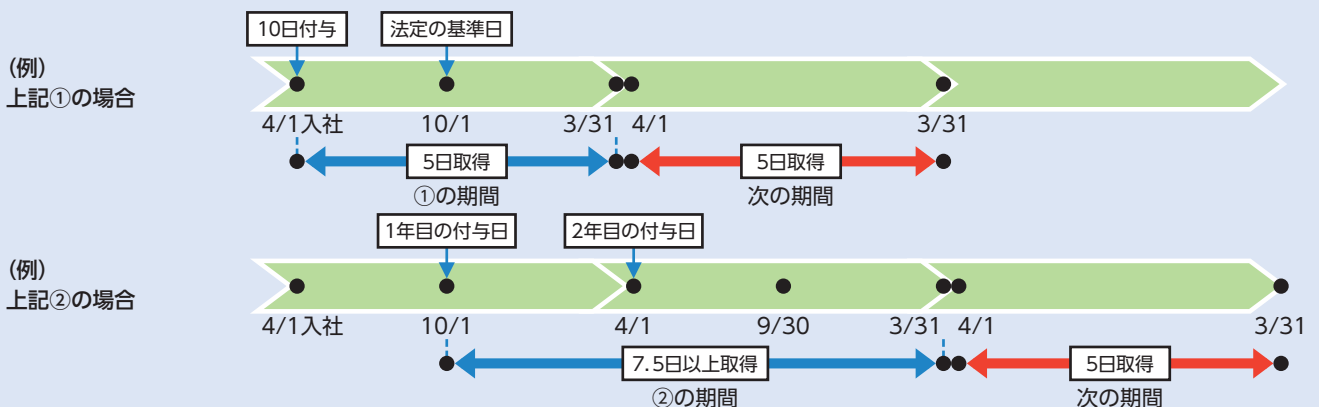 10日付与 法定の基準日
(例)
上記①の場合
4/1入社 10/1 3/31 4/1 3/31
5日取得 5日取得
①の期間 次の期間
1年目の付与日 2年目の付与日
(例)
上記②の場合
4/1入社 10/1 4/1 9/30 3/31 4/1 3/31
7.5日以上取得 5日取得
②の期間 次の期間